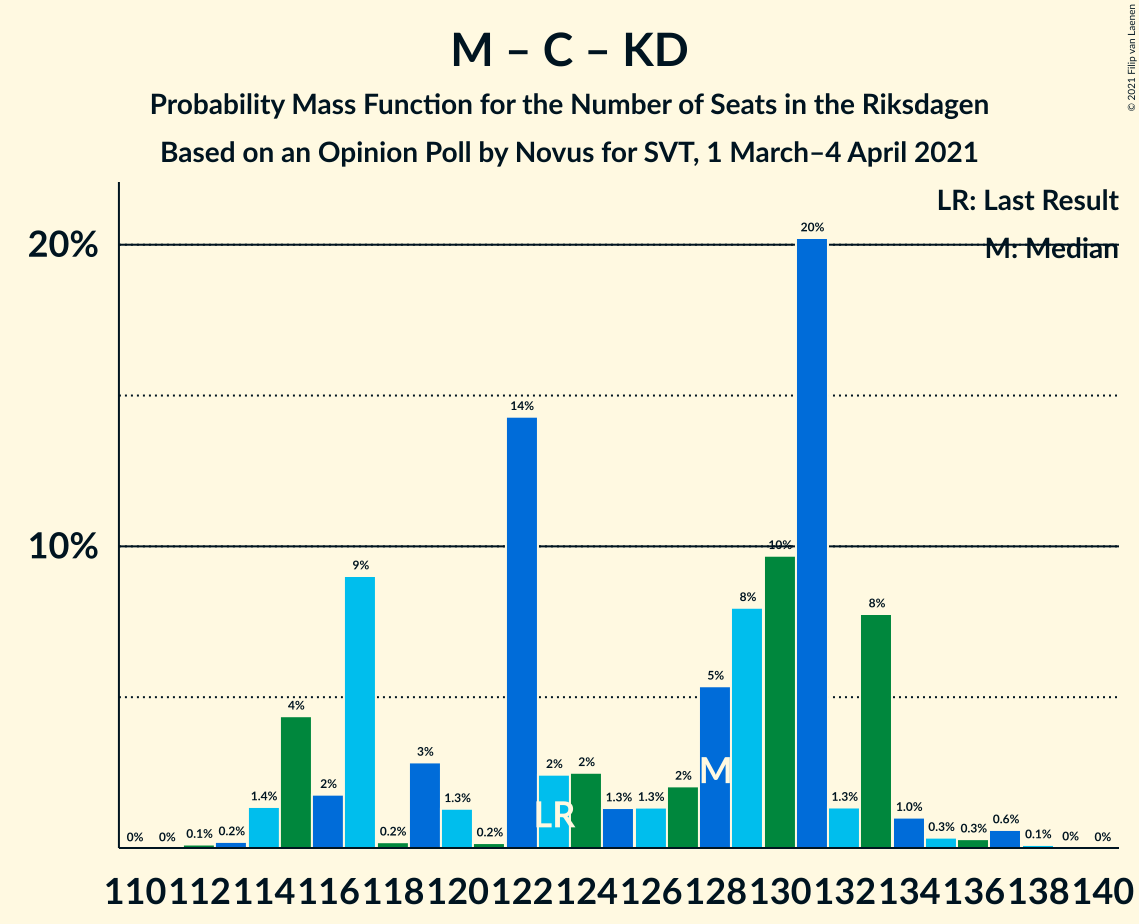 M – C – KD
Probability Mass Function for the Number of Seats in the Riksdagen
Based on an Opinion Poll by Novus for SVT, 1 March–4 April 2021
© 2021 Filip van Laenen
LR: Last Result
M: Median
20%
10%
0% 0% 0.1% 0.2% 1.4% 4% 2% 9% 0.2% 3% 1.3% 0.2% 14% 2% 2% 1.3% 1.3% 2% 5% 8% 10% 20% 1.3% 8% 1.0% 0.3% 0.3% 0.6% 0.1% 0% 0%
LR
M
110 112 114 116 118 120 122 124 126 128 130 132 134 136 138 140